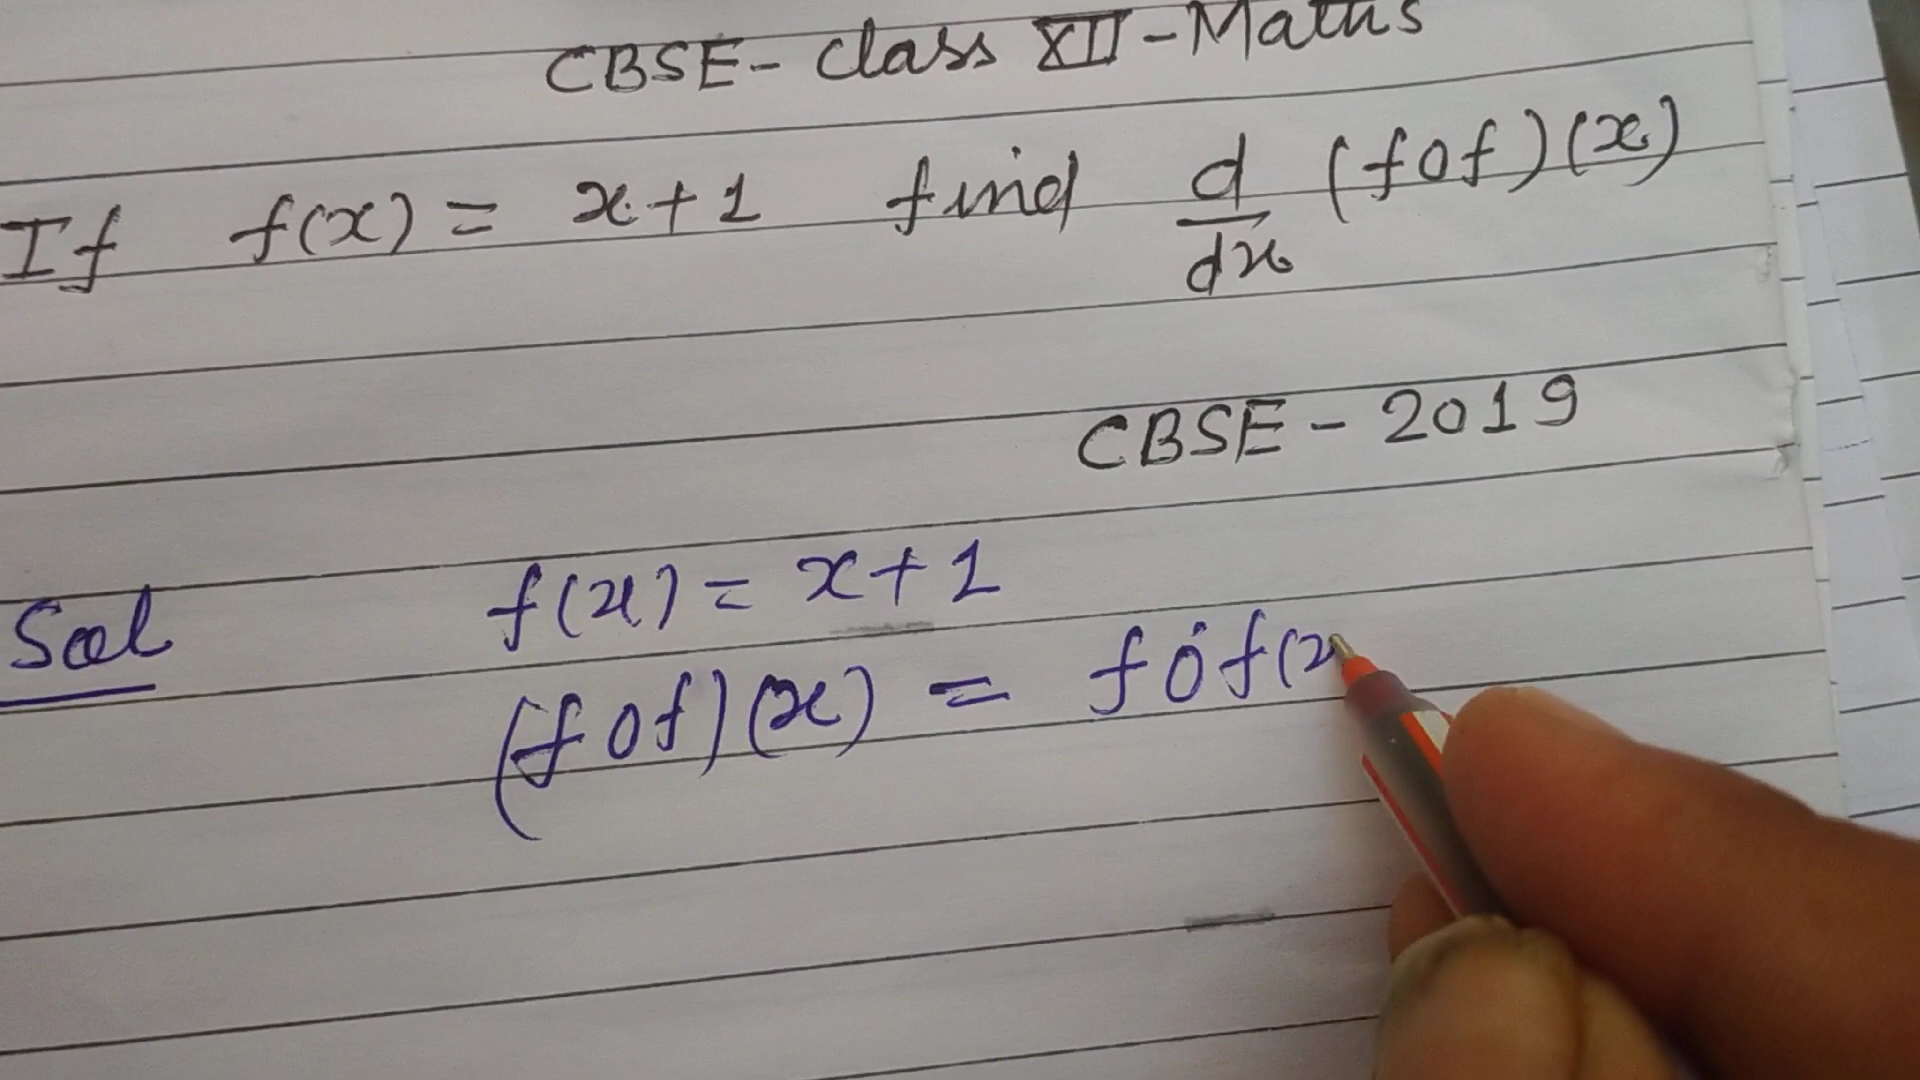 CBSE - Class XII - Maths
If f(x) = x + 1 find d/dx (fof)(x)
CBSE - 2019
Sol f(x) = x + 1
(fof)(x) = fof(x